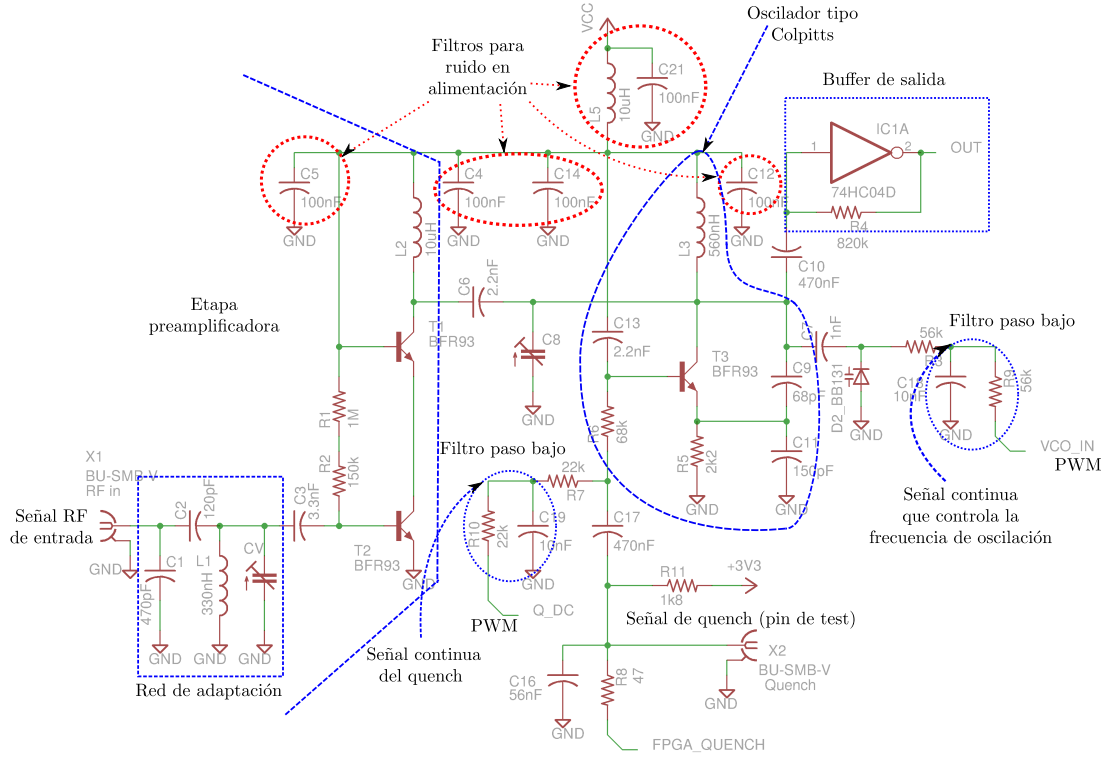 Oscilador tipo
Colpitts
VCC
Filtros para
ruido en
alimentación
C21
100nF
L5
10uH
GND
Buffer de salida
IC1A
1
2
OUT
74HC04D
R4
820k
C5
100nF
GND
C4
100nF
GND
C14
100nF
GND
C12
100nF
GND
L2
10uH
L3
560nH
C10
470nF
C6
2.2nF
Etapa
preamplificadora
T1
BFR93
C8
GND
C13
2.2nF
T3
BFR93
1nF
C9
68pF
D2_BB131
GND
56k
R3
Filtro paso bajo
10nF
GND
R9
56k
VCO_IN
PWM
R1
1M
R2
150k
R6
68k
R5
2k2
GND
C11
150pF
GND
Filtro paso bajo
22k
R7
X1
BU-SMB-V
RF in
Señal RF
de entrada
GND
C2
120pF
C3
3.3nF
C1
470pF
GND
L1
330nH
GND
CV
GND
T2
BFR93
GND
R10
22k
C19
10nF
GND
C17
470nF
Señal continua
que controla la
frecuencia de oscilación
R11
1k8
+3V3
Q_DC
PWM
Señal de quench (pin de test)
Señal continua
del quench
Red de adaptación
X2
BU-SMB-V
Quench
GND
C16
56nF
GND
R8
47
FPGA_QUENCH